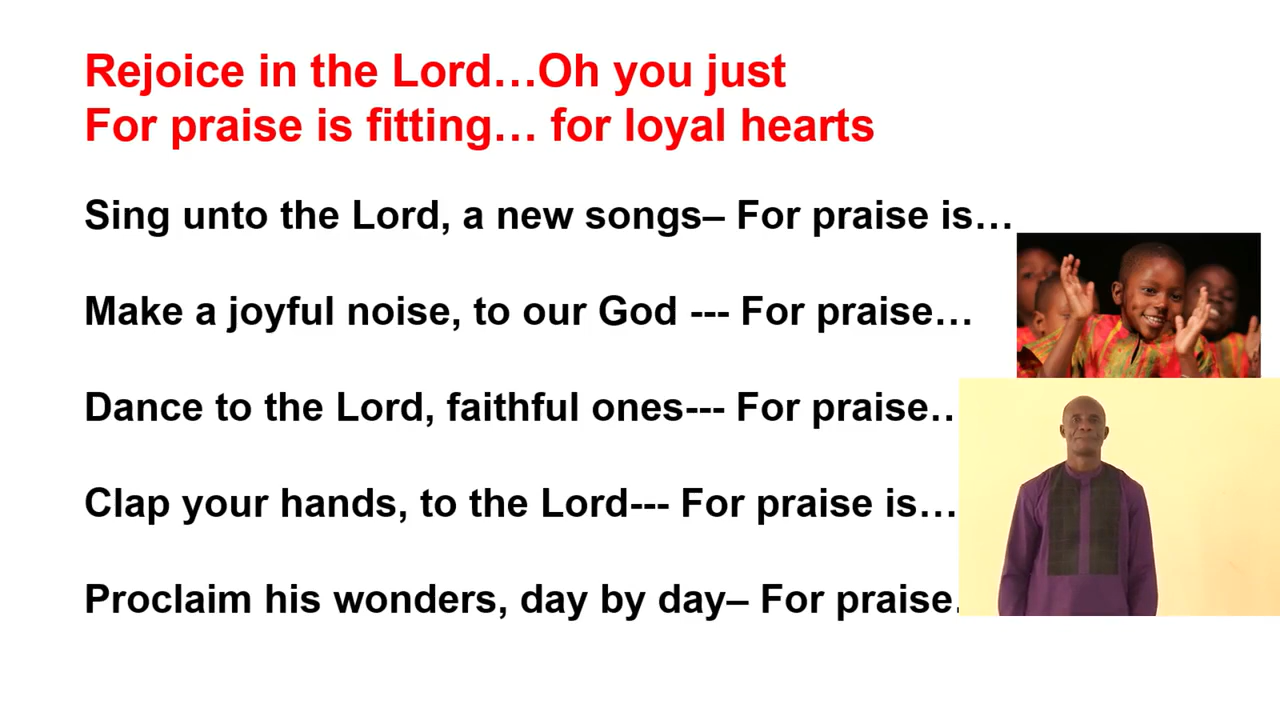 Rejoice in the Lord…Oh you just
For praise is fitting… for loyal hearts
Sing unto the Lord, a new songs– For praise is…
Make a joyful noise, to our God --- For praise…
Dance to the Lord, faithful ones--- For praise..
Clap your hands, to the Lord--- For praise is…
Proclaim his wonders, day by day– For praise.